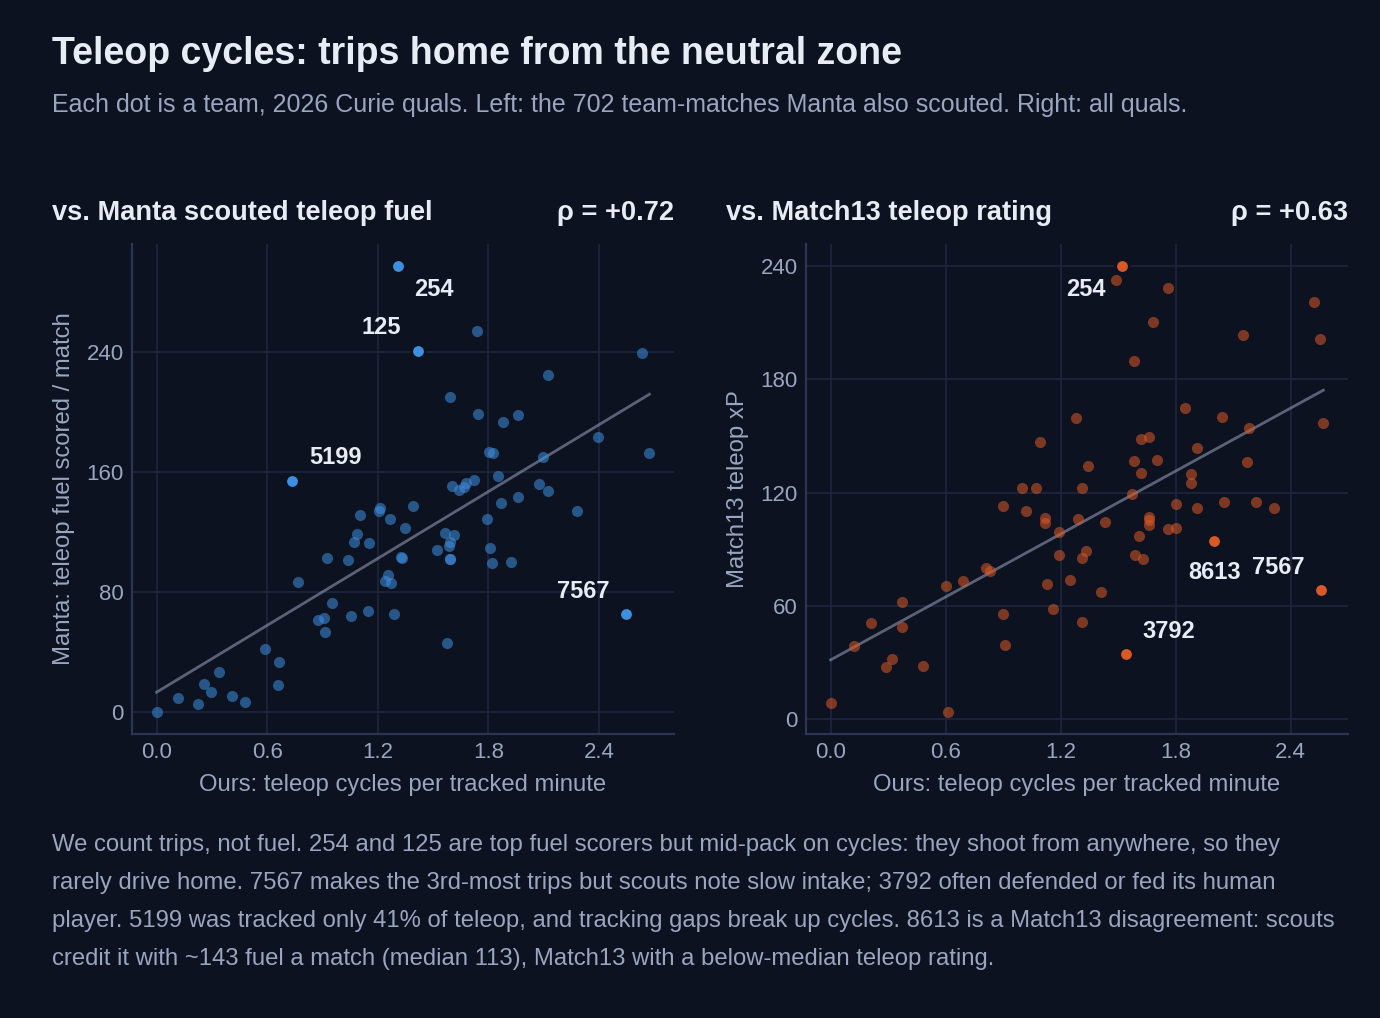 Teleop cycles: trips home from the neutral zone
Each dot is a team, 2026 Curie quals. Left: the 702 team-matches Manta also scouted. Right: all quals.
vs. Manta scouted teleop fuel
ρ = +0.72
Manta: teleop fuel scored / match
240
160
80
0
254
125
5199
7567
0.0
0.6
1.2
1.8
2.4
Ours: teleop cycles per tracked minute
vs. Match13 teleop rating
ρ = +0.63
Match13 teleop xP
240
180
120
60
0
254
8613
7567
3792
0.0
0.6
1.2
1.8
2.4
Ours: teleop cycles per tracked minute
We count trips, not fuel. 254 and 125 are top fuel scorers but mid-pack on cycles: they shoot from anywhere, so they
rarely drive home. 7567 makes the 3rd-most trips but scouts note slow intake; 3792 often defended or fed its human
player. 5199 was tracked only 41% of teleop, and tracking gaps break up cycles. 8613 is a Match13 disagreement: scouts
credit it with ~143 fuel a match (median 113), Match13 with a below-median teleop rating.